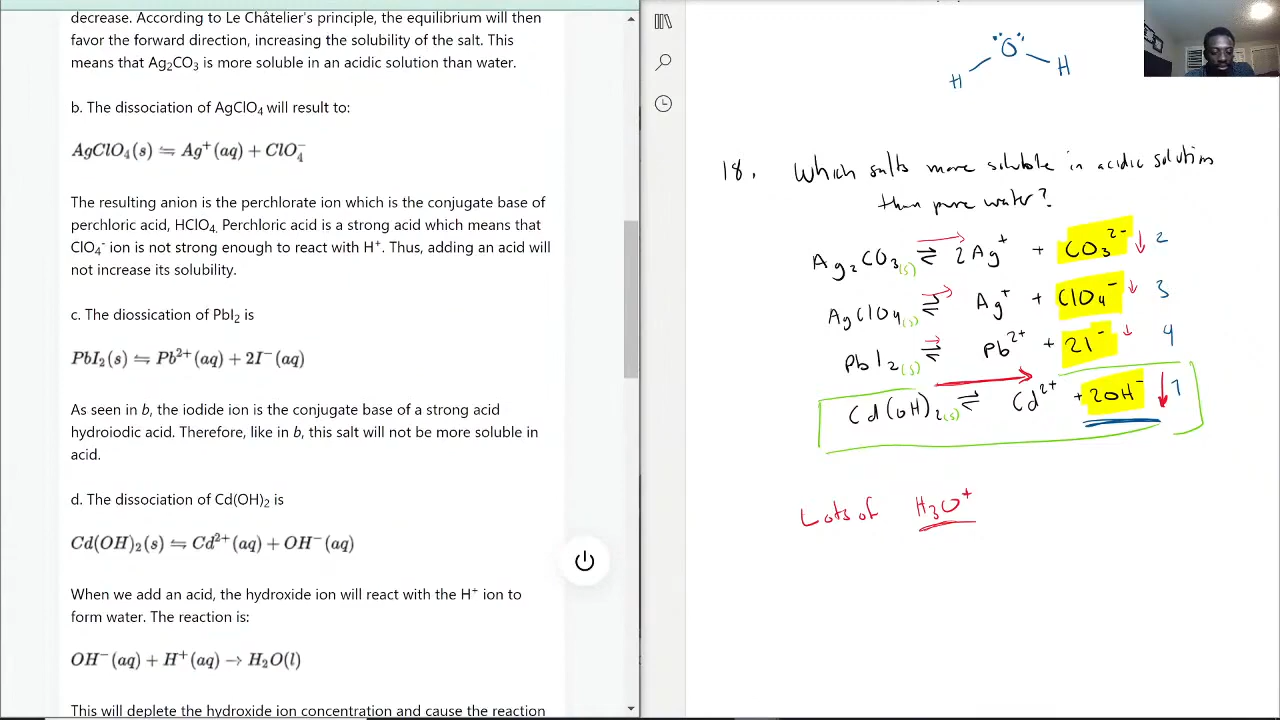 decrease. According to Le Châtelier's principle, the equilibrium will then
favor the forward direction, increasing the solubility of the salt. This
means that Ag₂CO₃ is more soluble in an acidic solution than water.
b. The dissociation of AgClO₄ will result to:
AgClO₄(s) ⇋ Ag⁺(aq) + ClO₄⁻
The resulting anion is the perchlorate ion which is the conjugate base of
perchloric acid, HClO₄. Perchloric acid is a strong acid which means that
ClO₄⁻ ion is not strong enough to react with H⁺. Thus, adding an acid will
not increase its solubility.
c. The diossication of PbI₂ is
PbI₂(s) ⇋ Pb²⁺(aq) + 2I⁻(aq)
As seen in b, the iodide ion is the conjugate base of a strong acid
hydroiodic acid. Therefore, like in b, this salt will not be more soluble in
acid.
d. The dissociation of Cd(OH)₂ is
Cd(OH)₂(s) ⇋ Cd²⁺(aq) + OH⁻(aq)
When we add an acid, the hydroxide ion will react with the H⁺ ion to
form water. The reaction is:
OH⁻(aq) + H⁺(aq) → H₂O(l)
This will deplete the hydroxide ion concentration and cause the reaction
O
H H
18. Which salts more soluble in acidic solution
than pure water?
Ag₂CO₃(s) ⇌ 2Ag⁺ + CO₃²⁻ ↓ 2
AgClO₄(s) ⇌ Ag⁺ + ClO₄⁻ ↓ 3
PbI₂(s) ⇌ Pb²⁺ + 2I⁻ ↓ 4
Cd(OH)₂(s) ⇌ Cd²⁺ + 2OH⁻ ↓ 1
Lots of H₃O⁺